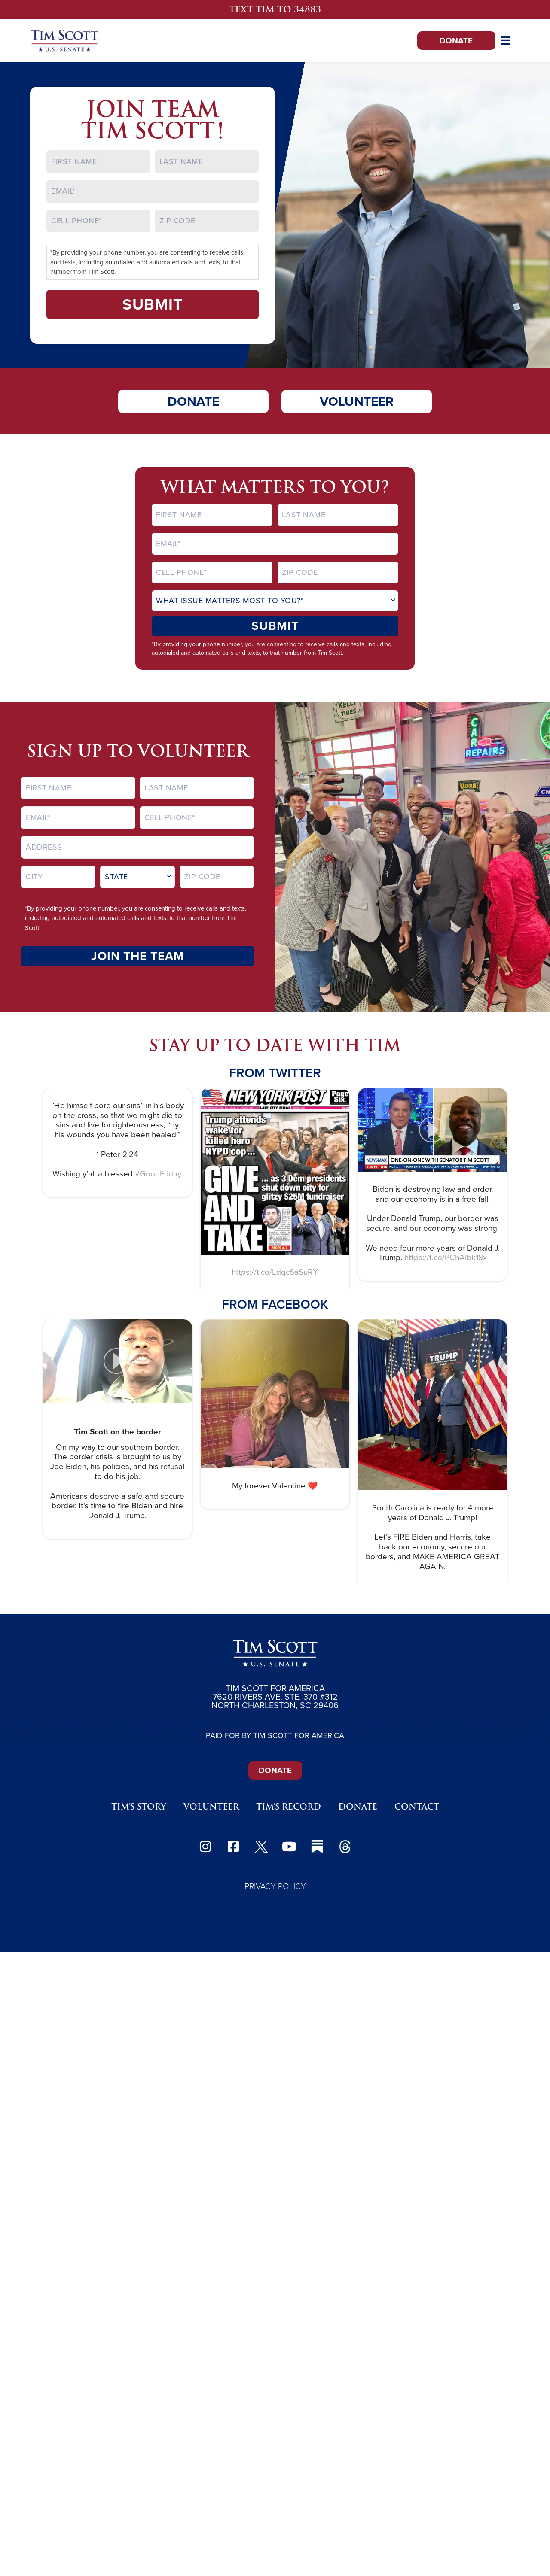 TEXT TIM TO 34883
TIM SCOTT
U.S. SENATE
DONATE
JOIN TEAM
TIM SCOTT!
FIRST NAME
LAST NAME
EMAIL*
CELL PHONE*
ZIP CODE
*By providing your phone number, you are consenting to receive calls
and texts, including autodialed and automated calls and texts, to that
number from Tim Scott.
SUBMIT
DONATE
VOLUNTEER
WHAT MATTERS TO YOU?
FIRST NAME
LAST NAME
EMAIL*
CELL PHONE*
ZIP CODE
WHAT ISSUE MATTERS MOST TO YOU?*
SUBMIT
*By providing your phone number, you are consenting to receive calls and texts, including
autodialed and automated calls and texts, to that number from Tim Scott.
SIGN UP TO VOLUNTEER
FIRST NAME
LAST NAME
EMAIL*
CELL PHONE*
ADDRESS
CITY
STATE
ZIP CODE
*By providing your phone number, you are consenting to receive calls and texts,
including autodialed and automated calls and texts, to that number from Tim
Scott.
JOIN THE TEAM
TIRES
CAR
REPAIRS
STAY UP TO DATE WITH TIM
FROM TWITTER
“He himself bore our sins” in his body
on the cross, so that we might die to
sins and live for righteousness; “by
his wounds you have been healed.”
1 Peter 2:24
Wishing y’all a blessed #GoodFriday.
NEW YORK POST
LATE CITY FINAL
Trump attends
wake for
killed hero
NYPD cop ...
GIVE
AND
TAKE
... as 3 Dem presidents
shut down city for
glitzy $25M fundraiser
https://t.co/LdqcSaSuRY
NEWSMAX
ONE-ON-ONE WITH SENATOR TIM SCOTT
Biden is destroying law and order,
and our economy is in a free fall.
Under Donald Trump, our border was
secure, and our economy was strong.
We need four more years of Donald J.
Trump. https://t.co/PChAlbk18x
FROM FACEBOOK
Tim Scott on the border
On my way to our southern border.
The border crisis is brought to us by
Joe Biden, his policies, and his refusal
to do his job.
Americans deserve a safe and secure
border. It’s time to fire Biden and hire
Donald J. Trump.
My forever Valentine ❤️
TRUMP
South Carolina is ready for 4 more
years of Donald J. Trump!
Let’s FIRE Biden and Harris, take
back our economy, secure our
borders, and MAKE AMERICA GREAT
AGAIN.
TIM SCOTT
U.S. SENATE
TIM SCOTT FOR AMERICA
7620 RIVERS AVE, STE. 370 #312
NORTH CHARLESTON, SC 29406
PAID FOR BY TIM SCOTT FOR AMERICA
DONATE
TIM'S STORY
VOLUNTEER
TIM'S RECORD
DONATE
CONTACT
PRIVACY POLICY